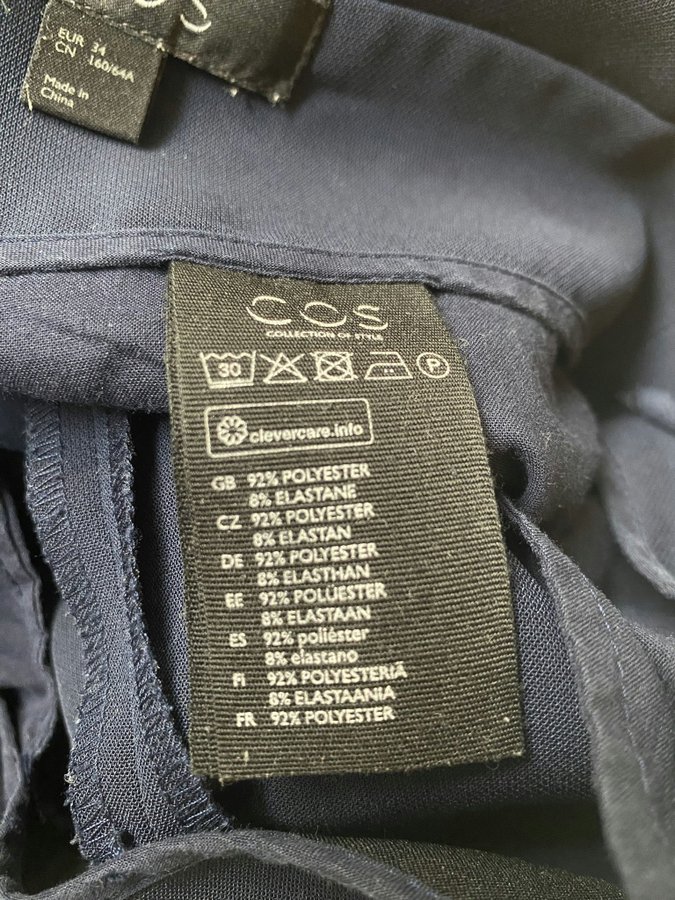 OS
EUR 34
CN 160/64A
Made in
China
COS
COLLECTION OF STYLE
30
P
clevercare.info
GB 92% POLYESTER
8% ELASTANE
CZ 92% POLYESTER
8% ELASTAN
DE 92% POLYESTER
8% ELASTHAN
EE 92% POLÜESTER
8% ELASTAAN
ES 92% poliéster
8% elastano
FI 92% POLYESTERIÄ
8% ELASTAANIA
FR 92% POLYESTER